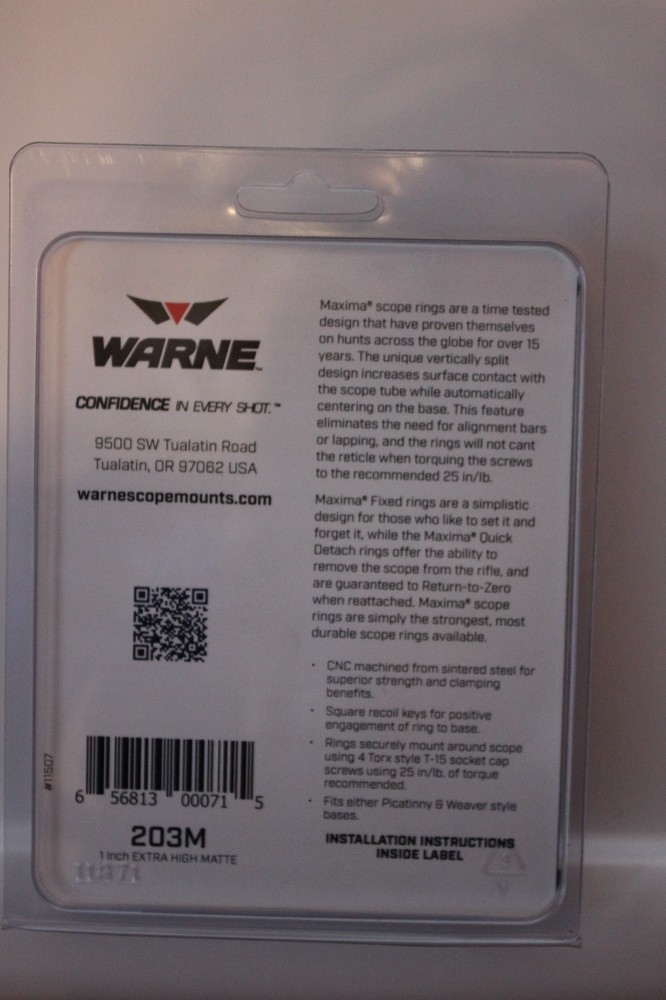 WARNE™
CONFIDENCE IN EVERY SHOT.™
9500 SW Tualatin Road
Tualatin, OR 97062 USA
warnescopemounts.com
#11507
6 56813 00071 5
203M
1 inch EXTRA HIGH MATTE
Maxima® scope rings are a time tested
design that have proven themselves
on hunts across the globe for over 15
years. The unique vertically split
design increases surface contact with
the scope tube while automatically
centering on the base. This feature
eliminates the need for alignment bars
or lapping, and the rings will not cant
the reticle when torquing the screws
to the recommended 25 in/lb.
Maxima® Fixed rings are a simplistic
design for those who like to set it and
forget it, while the Maxima® Quick
Detach rings offer the ability to
remove the scope from the rifle, and
are guaranteed to Return-to-Zero
when reattached. Maxima® scope
rings are simply the strongest, most
durable scope rings available.
· CNC machined from sintered steel for
superior strength and clamping
benefits.
· Square recoil keys for positive
engagement of ring to base.
· Rings securely mount around scope
using 4 Torx style T-15 socket cap
screws using 25 in/lb. of torque
recommended.
· Fits either Picatinny & Weaver style
bases.
INSTALLATION INSTRUCTIONS
INSIDE LABEL